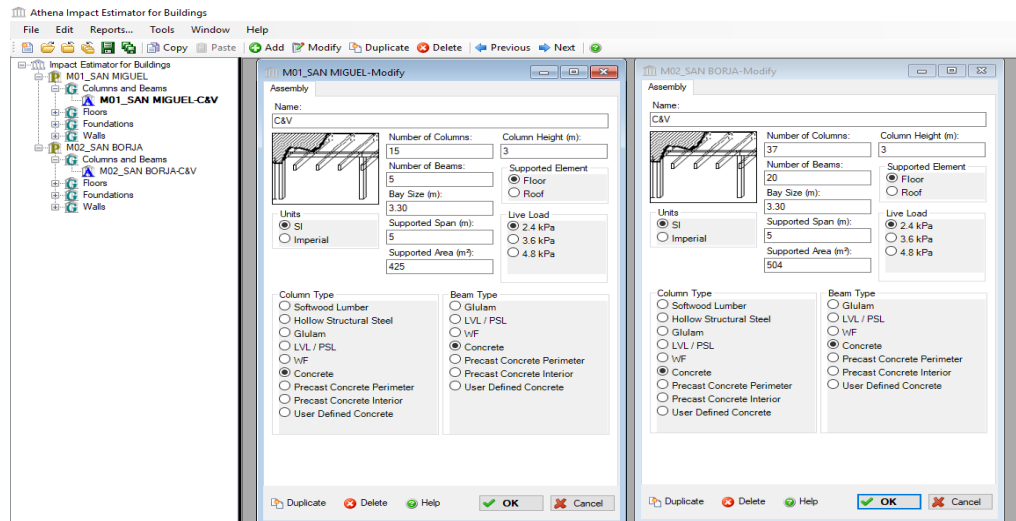 Athena Impact Estimator for Buildings
File Edit Reports... Tools Window Help
Copy Paste Add Modify Duplicate Delete Previous Next
Impact Estimator for Buildings
M01_SAN MIGUEL
Columns and Beams
M01_SAN MIGUEL-C&V
Floors
Foundations
Walls
M02_SAN BORJA
Columns and Beams
M02_SAN BORJA-C&V
Floors
Foundations
Walls
M01_SAN MIGUEL-Modify
Assembly
Name:
C&V
Number of Columns: Column Height (m):
15 3
Number of Beams: Supported Element
5 Floor
Bay Size (m): Roof
3.30
Units Supported Span (m): Live Load
SI 5 2.4 kPa
Imperial Supported Area (m²): 3.6 kPa
425 4.8 kPa
Column Type Beam Type
Softwood Lumber Glulam
Hollow Structural Steel LVL / PSL
Glulam WF
LVL / PSL Concrete
WF Precast Concrete Perimeter
Concrete Precast Concrete Interior
Precast Concrete Perimeter User Defined Concrete
Precast Concrete Interior
User Defined Concrete
Duplicate Delete Help OK Cancel
M02_SAN BORJA-Modify
Assembly
Name:
C&V
Number of Columns: Column Height (m):
37 3
Number of Beams: Supported Element
20 Floor
Bay Size (m): Roof
3.30
Units Supported Span (m): Live Load
SI 5 2.4 kPa
Imperial Supported Area (m²): 3.6 kPa
504 4.8 kPa
Column Type Beam Type
Softwood Lumber Glulam
Hollow Structural Steel LVL / PSL
Glulam WF
LVL / PSL Concrete
WF Precast Concrete Perimeter
Concrete Precast Concrete Interior
Precast Concrete Perimeter User Defined Concrete
Precast Concrete Interior
User Defined Concrete
Duplicate Delete Help OK Cancel